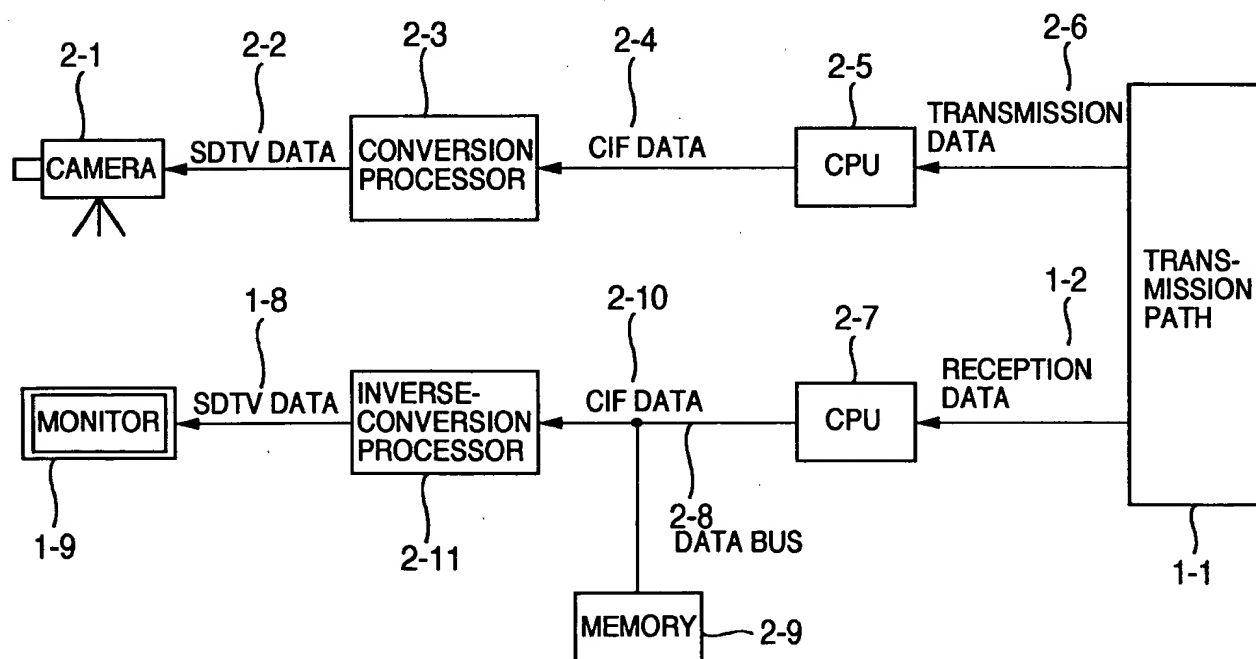 2-1
2-2
2-3
2-4
2-5
2-6
CAMERA
SDTV DATA
CONVERSION
PROCESSOR
CIF DATA
CPU
TRANSMISSION
DATA
TRANS-
MISSION
PATH
1-1
1-8
2-10
2-7
1-2
MONITOR
SDTV DATA
INVERSE-
CONVERSION
PROCESSOR
CIF DATA
CPU
RECEPTION
DATA
1-9
2-11
2-8
DATA BUS
MEMORY
2-9